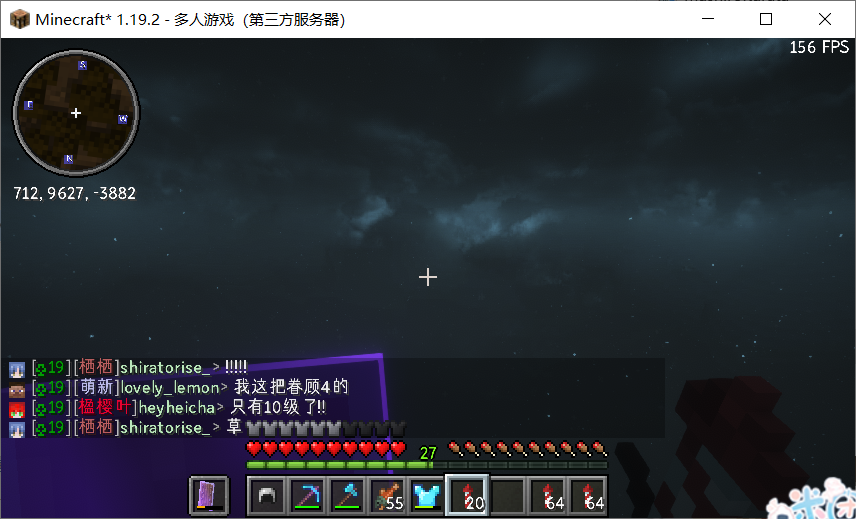 Minecraft* 1.19.2 - 多人游戏（第三方服务器）
156 FPS
S
E
W
N
712, 9627, -3882
[19][栖栖]shiratorise_> !!!!!
[19][萌新]lovely_lemon> 我这把眷顾4的
[19][楹樱叶]heyheicha> 只有10级了!!
[19][栖栖]shiratorise_> 草
27
55
20
64
64